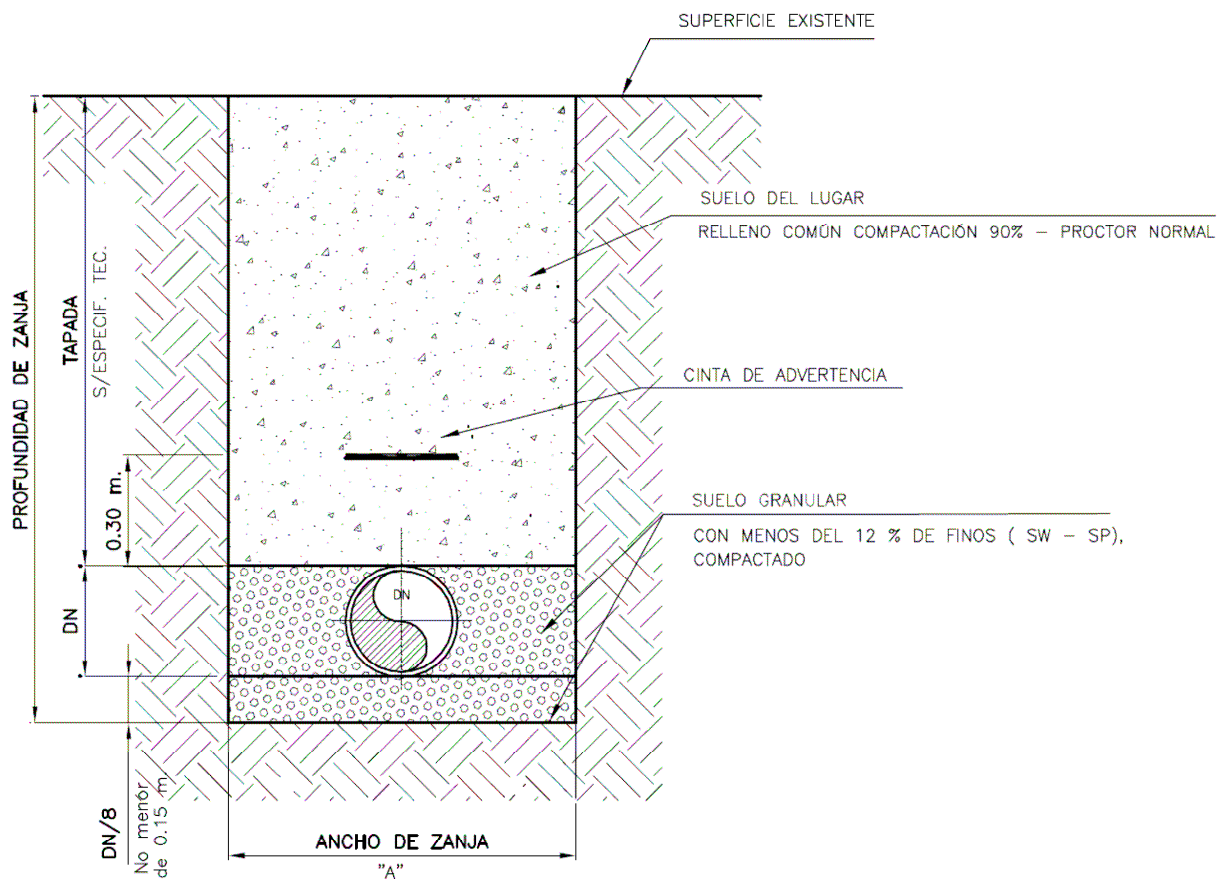 SUPERFICIE EXISTENTE
SUELO DEL LUGAR
RELLENO COMÚN COMPACTACIÓN 90% – PROCTOR NORMAL
CINTA DE ADVERTENCIA
SUELO GRANULAR
CON MENOS DEL 12 % DE FINOS ( SW – SP),
COMPACTADO
PROFUNDIDAD DE ZANJA
TAPADA
S/ESPECIF. TEC.
0.30 m.
DN
DN
DN/8
No menor
de 0.15 m
ANCHO DE ZANJA
"A"